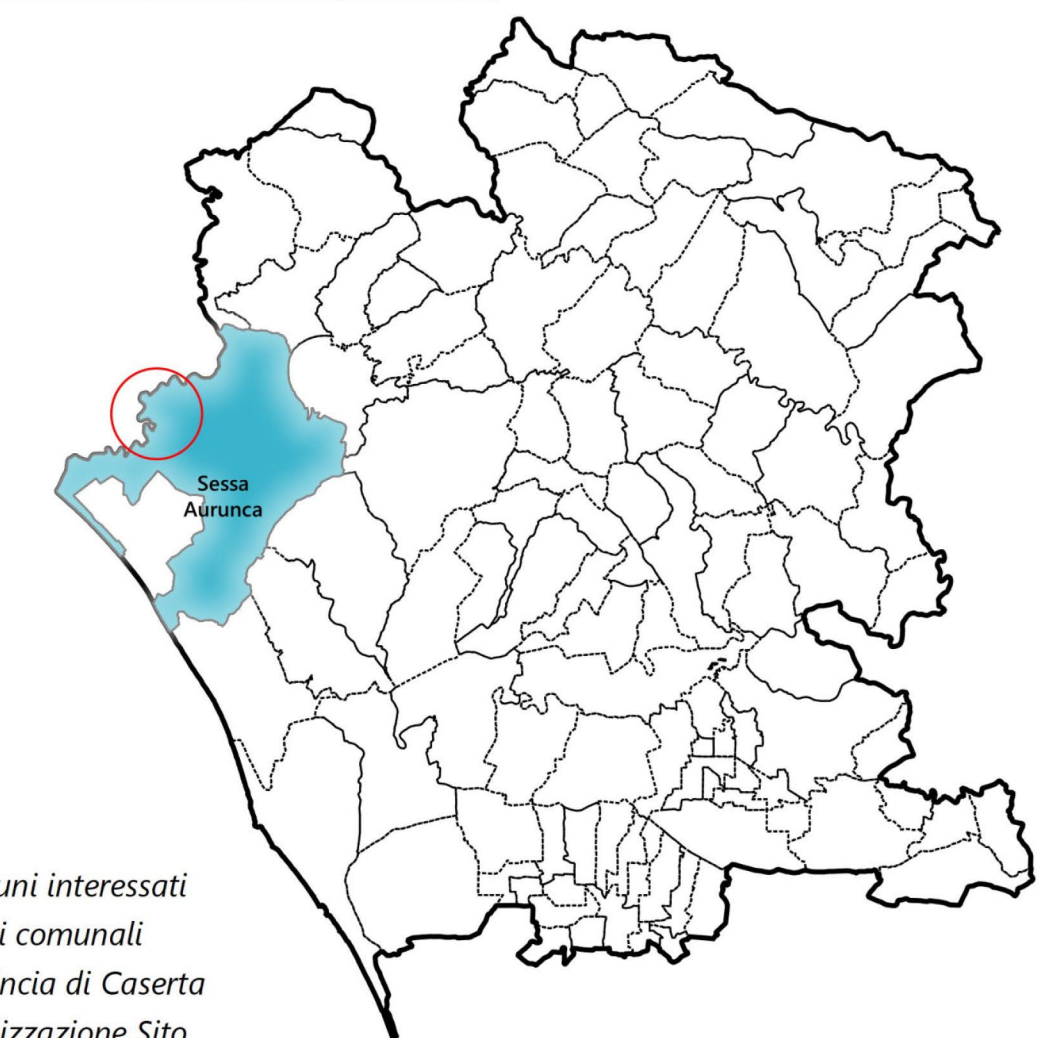 Sessa
Aurunca
uni interessati
i comunali
ncia di Caserta
izzazione Sito